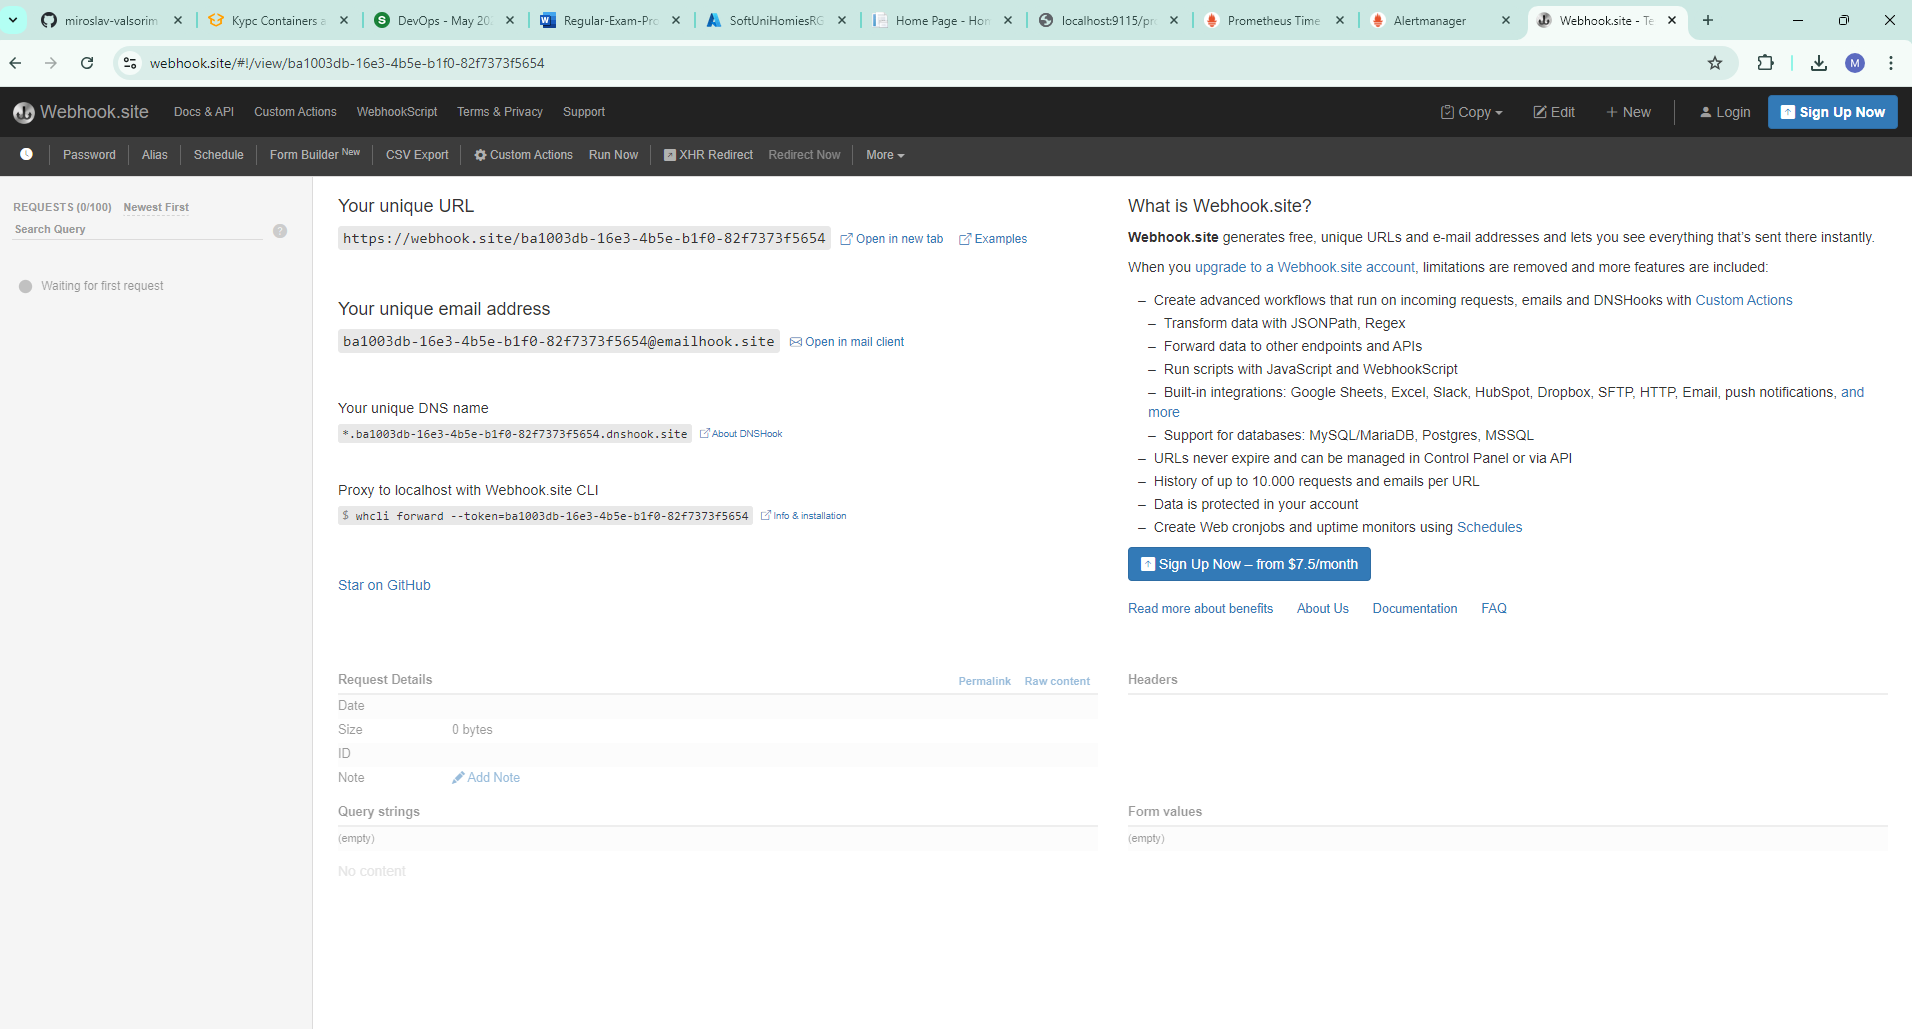 miroslav-valsorim
Kypc Containers a
DevOps - May 202
Regular-Exam-Pro
SoftUniHomiesRG
Home Page - Hom
localhost:9115/pro
Prometheus Time
Alertmanager
Webhook.site - Te
webhook.site/#!/view/ba1003db-16e3-4b5e-b1f0-82f7373f5654
M
Webhook.site Docs & API Custom Actions WebhookScript Terms & Privacy Support Copy Edit New Login Sign Up Now
Password Alias Schedule Form Builder New CSV Export Custom Actions Run Now XHR Redirect Redirect Now More
REQUESTS (0/100) Newest First
Search Query ?
Waiting for first request
Your unique URL
https://webhook.site/ba1003db-16e3-4b5e-b1f0-82f7373f5654 Open in new tab Examples
Your unique email address
ba1003db-16e3-4b5e-b1f0-82f7373f5654@emailhook.site Open in mail client
Your unique DNS name
*.ba1003db-16e3-4b5e-b1f0-82f7373f5654.dnshook.site About DNSHook
Proxy to localhost with Webhook.site CLI
$ whcli forward --token=ba1003db-16e3-4b5e-b1f0-82f7373f5654 Info & installation
Star on GitHub
What is Webhook.site?
Webhook.site generates free, unique URLs and e-mail addresses and lets you see everything that's sent there instantly.
When you upgrade to a Webhook.site account, limitations are removed and more features are included:
– Create advanced workflows that run on incoming requests, emails and DNSHooks with Custom Actions
– Transform data with JSONPath, Regex
– Forward data to other endpoints and APIs
– Run scripts with JavaScript and WebhookScript
– Built-in integrations: Google Sheets, Excel, Slack, HubSpot, Dropbox, SFTP, HTTP, Email, push notifications, and
more
– Support for databases: MySQL/MariaDB, Postgres, MSSQL
– URLs never expire and can be managed in Control Panel or via API
– History of up to 10.000 requests and emails per URL
– Data is protected in your account
– Create Web cronjobs and uptime monitors using Schedules
Sign Up Now – from $7.5/month
Read more about benefits About Us Documentation FAQ
Request Details Permalink Raw content
Date
Size 0 bytes
ID
Note Add Note
Headers
Query strings
(empty)
Form values
(empty)
No content